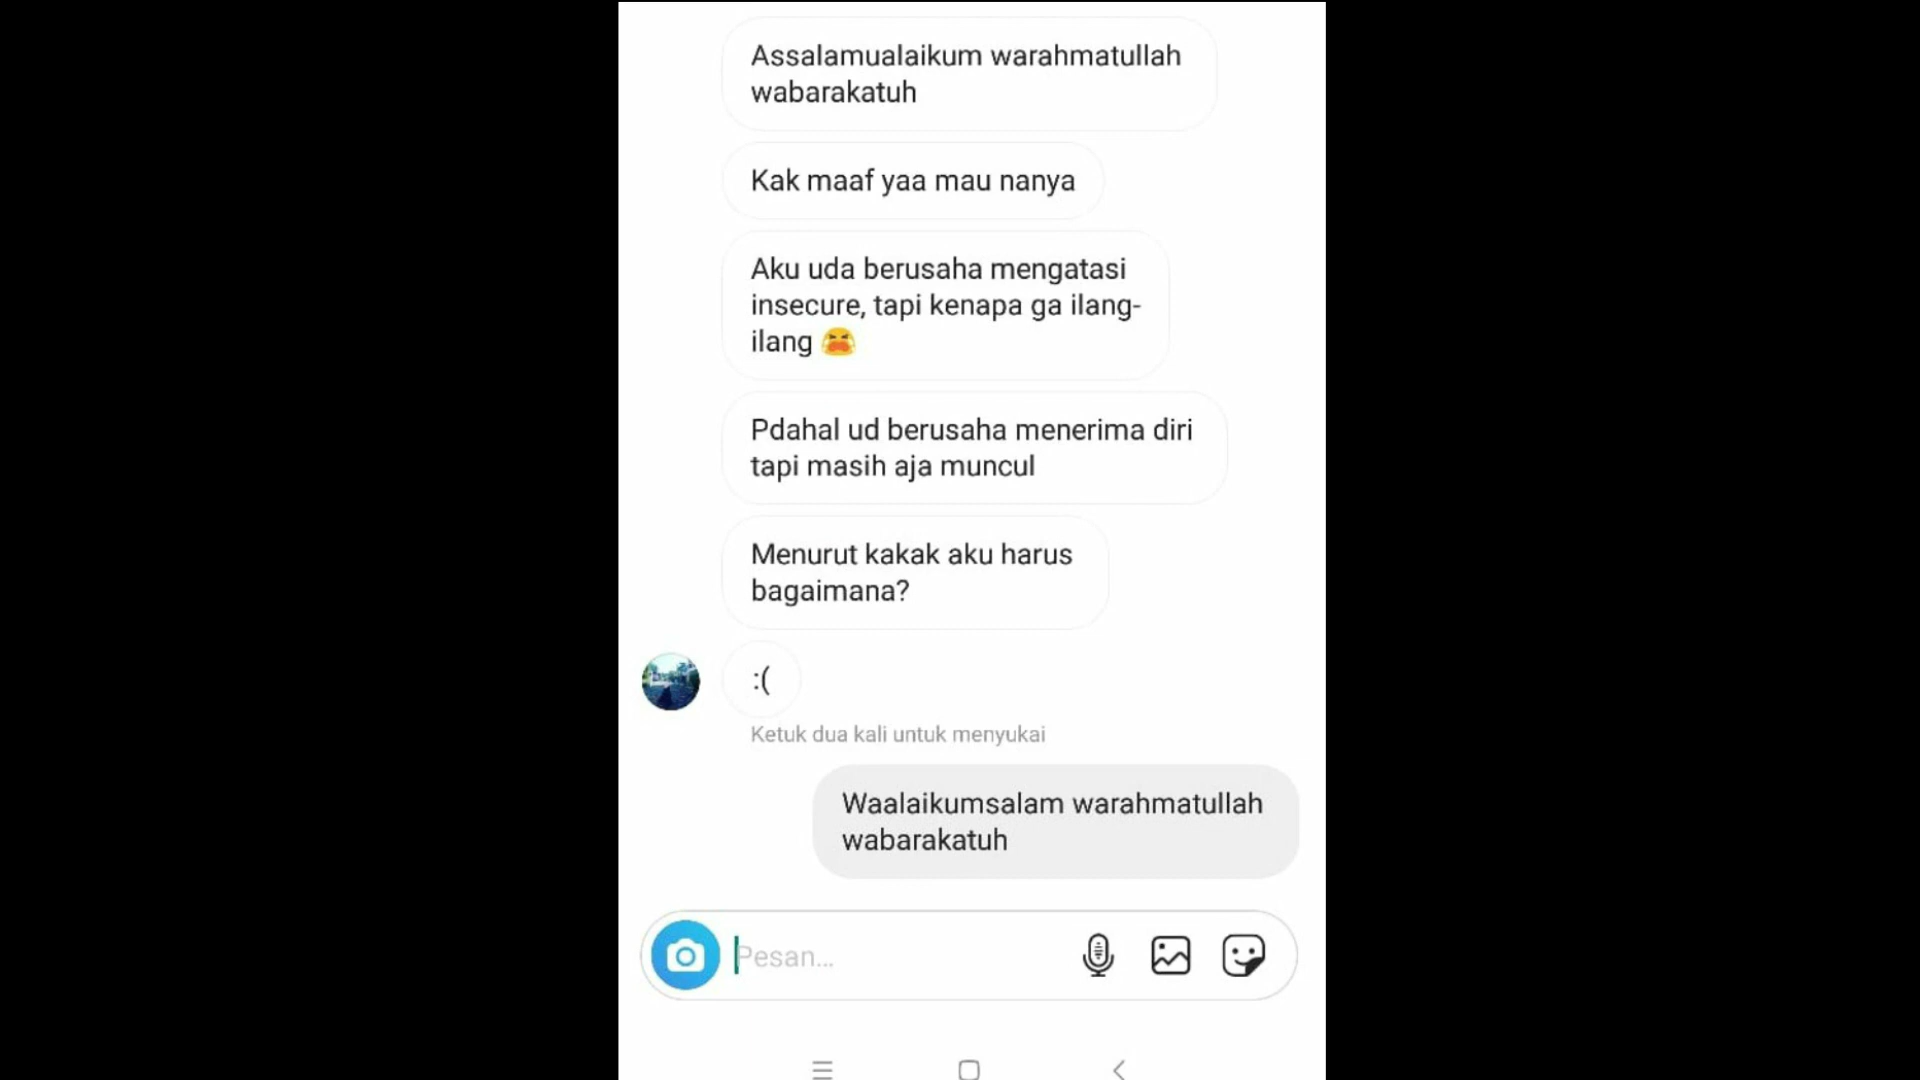 Assalamualaikum warahmatullah
wabarakatuh
Kak maaf yaa mau nanya
Aku uda berusaha mengatasi
insecure, tapi kenapa ga ilang-
ilang 😫
Pdahal ud berusaha menerima diri
tapi masih aja muncul
Menurut kakak aku harus
bagaimana?
:(
Ketuk dua kali untuk menyukai
Waalaikumsalam warahmatullah
wabarakatuh
Pesan...